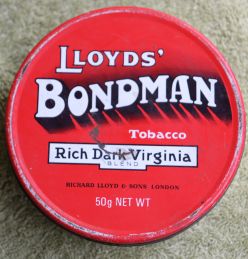 LLOYDS'
BONDMAN
Tobacco
Rich Dark Virginia
BLEND
RICHARD LLOYD & SONS LONDON
50g NET WT